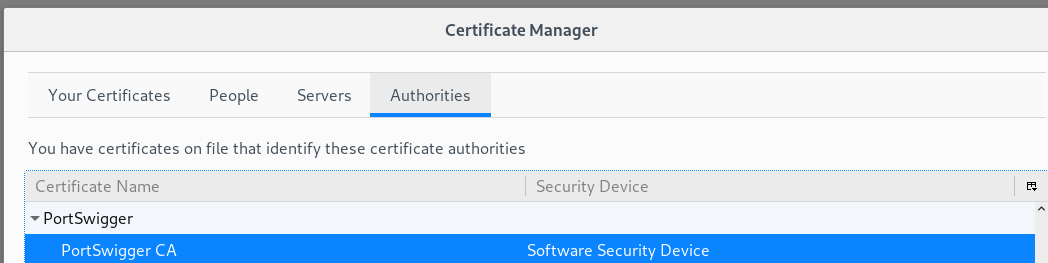 Certificate Manager
Your Certificates People Servers Authorities
You have certificates on file that identify these certificate authorities
Certificate Name Security Device
PortSwigger
PortSwigger CA Software Security Device